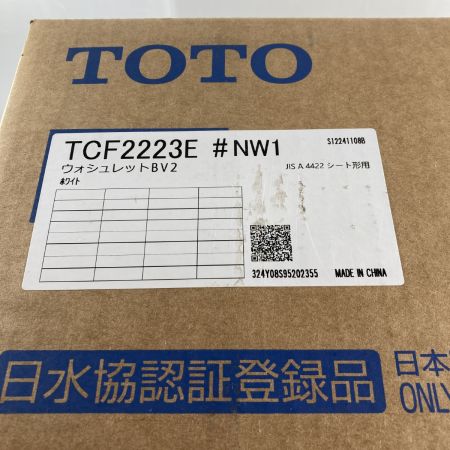 TOTO
TCF2223E #NW1
S12241108B
ウォシュレットBV2
JIS A 4422 シート形用
ホワイト
324Y08S95202355
MADE IN CHINA
日水協認証登録品
日本
ONLY